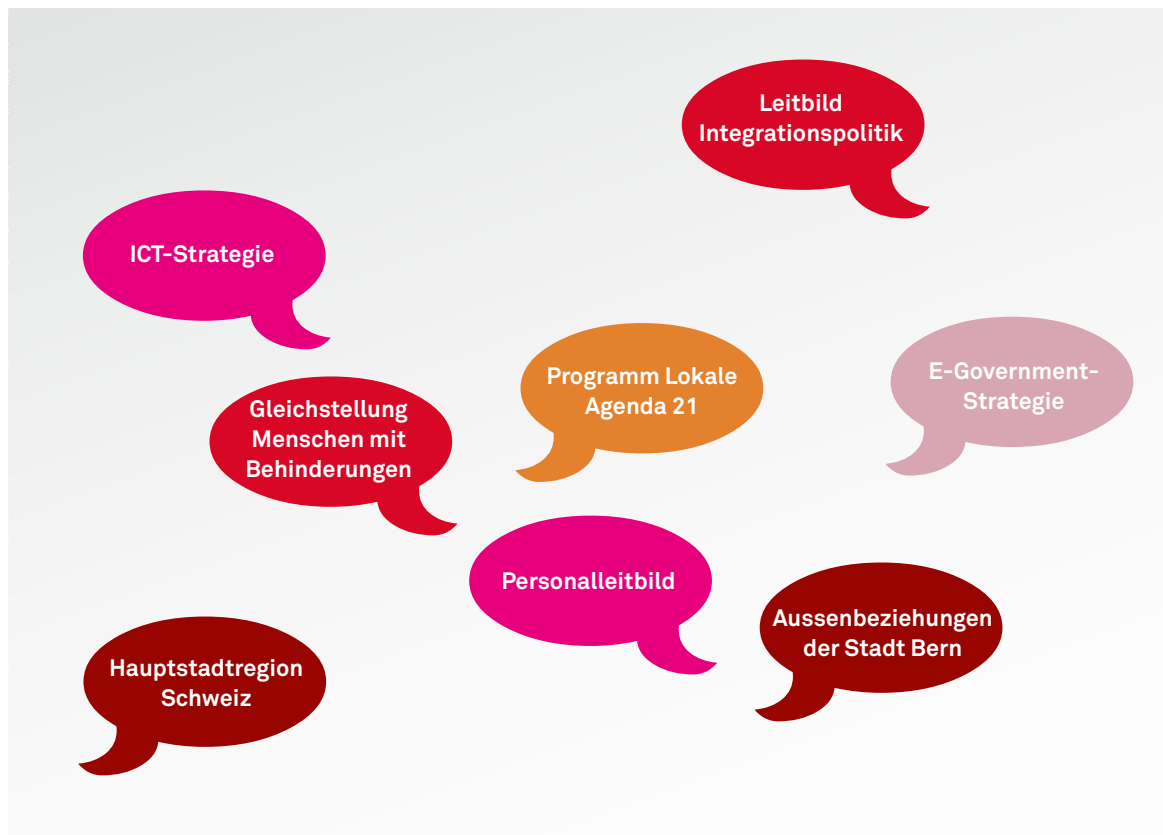 Leitbild
Integrationspolitik
ICT-Strategie
Programm Lokale
Agenda 21
E-Government-
Strategie
Gleichstellung
Menschen mit
Behinderungen
Personalleitbild
Aussenbeziehungen
der Stadt Bern
Hauptstadtregion
Schweiz